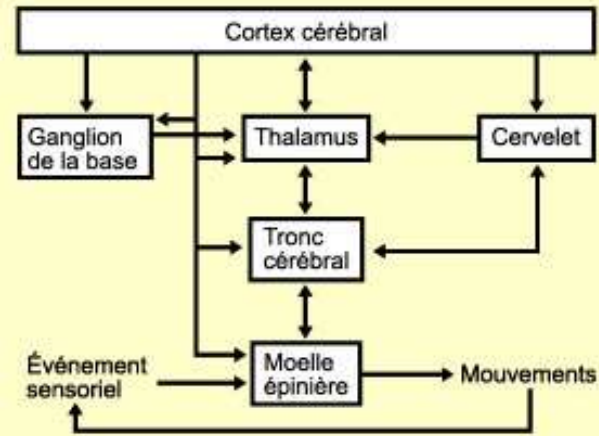 Cortex cérébral
Ganglion
de la base
Thalamus
Cervelet
Tronc
cérébral
Événement
sensoriel
Moelle
épinière
Mouvements